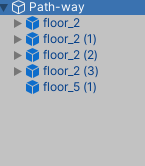 Path-way
floor_2
floor_2 (1)
floor_2 (2)
floor_2 (3)
floor_5 (1)